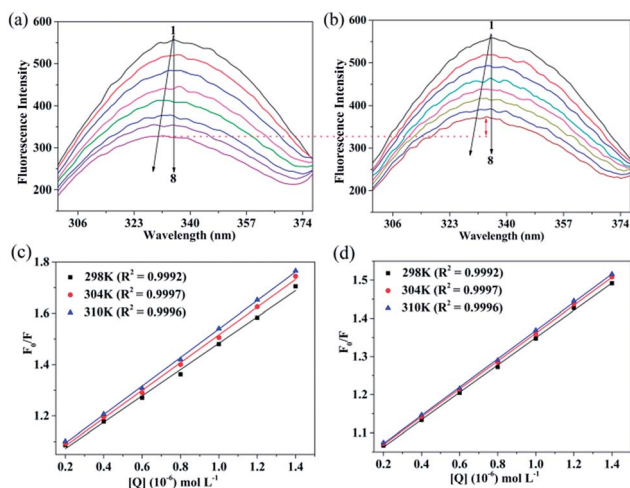 (a)
600
500
400
300
200
Fluorescence Intensity
1
8
306
323
340
357
374
Wavelength (nm)
(b)
600
500
400
300
200
Fluorescence Intensity
1
8
306
323
340
357
374
Wavelength (nm)
(c)
1.8
1.6
1.4
1.2
F₀/F
298K (R² = 0.9992)
304K (R² = 0.9997)
310K (R² = 0.9996)
0.2 0.4 0.6 0.8 1.0 1.2 1.4
[Q] (10⁻⁶) mol L⁻¹
(d)
1.5
1.4
1.3
1.2
1.1
F₀/F
298K (R² = 0.9992)
304K (R² = 0.9997)
310K (R² = 0.9996)
0.2 0.4 0.6 0.8 1.0 1.2 1.4
[Q] (10⁻⁶) mol L⁻¹